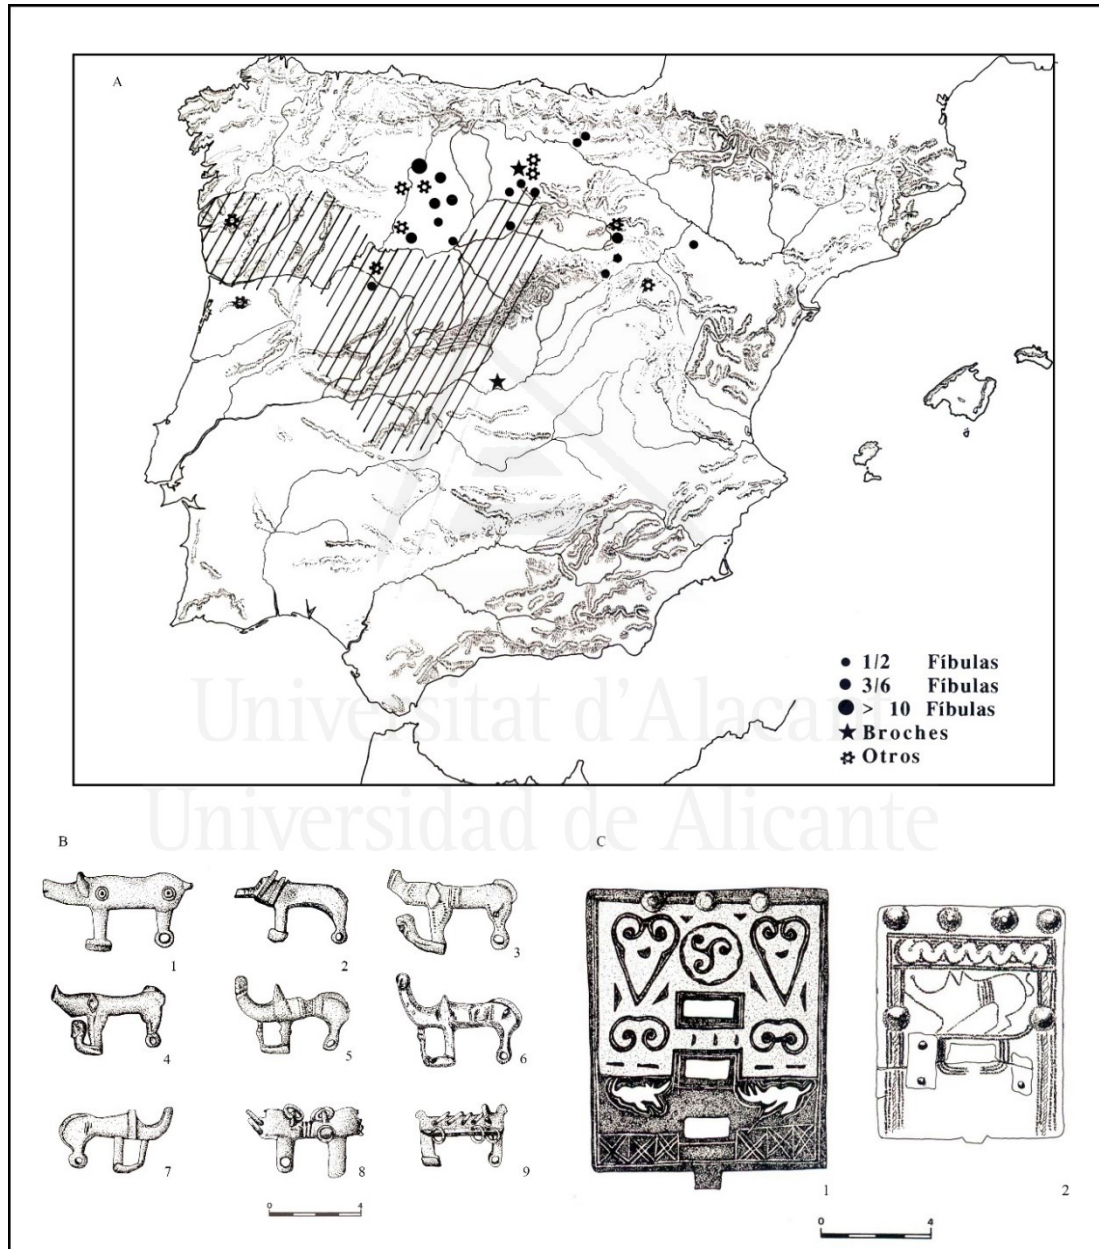 A
1/2 Fíbulas
3/6 Fíbulas
> 10 Fíbulas
Broches
Otros
Universitat d'Alacant
Universidad de Alicante
B
C
1
2
3
4
5
6
7
8
9
0 4
1
2
0 4